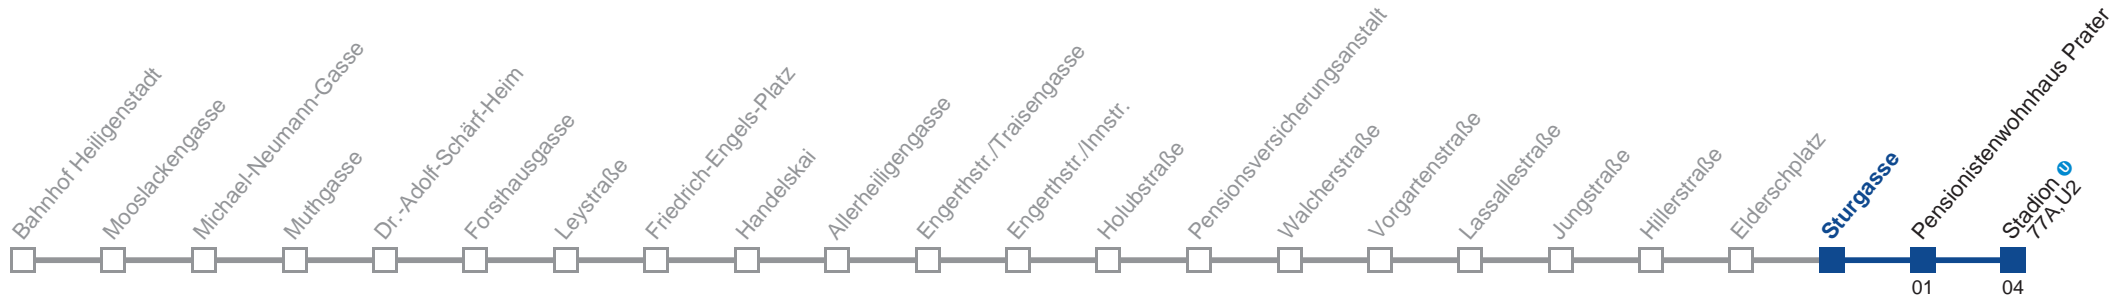 Bahnhof Heiligenstadt
Mooslackengasse
Michael-Neumann-Gasse
Muthgasse
Dr.-Adolf-Schärf-Heim
Forsthausgasse
Leystraße
Friedrich-Engels-Platz
Handelskai
Allerheiligengasse
Engerthstr./Traisengasse
Engerthstr./Innstr.
Holubstraße
Pensionsversicherungsanstalt
Walcherstraße
Vorgartenstraße
Lassallestraße
Jungstraße
Hillerstraße
Elderschplatz
Sturgasse
Pensionistenwohnhaus Prater
Stadion U
77A,U2
01
04